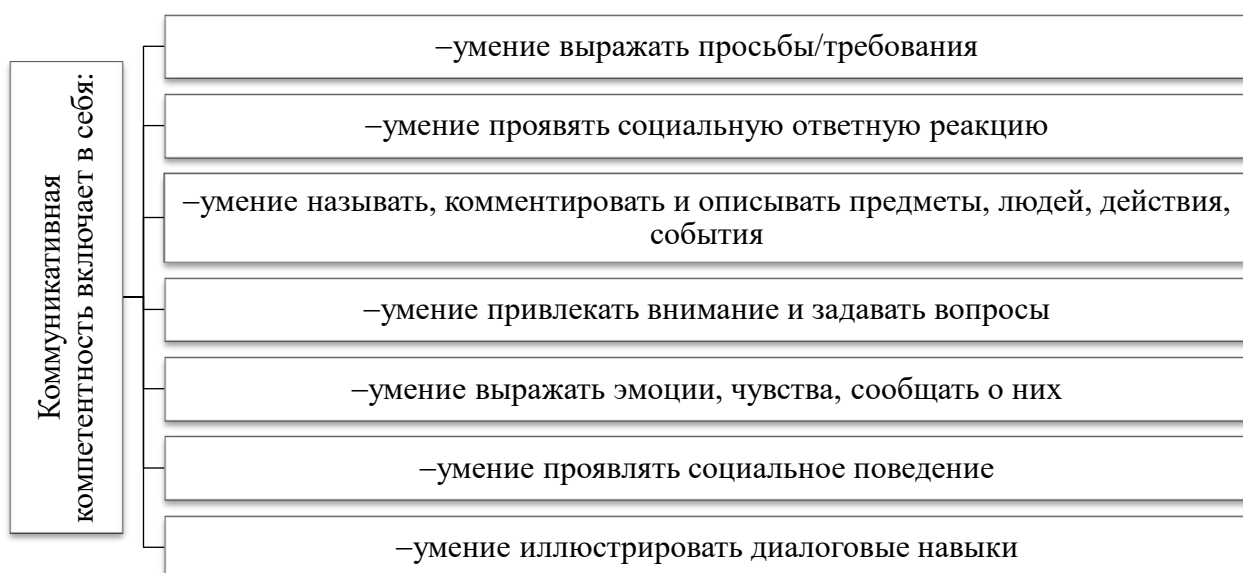 Коммуникативная
компетентность включает в себя:
–умение выражать просьбы/требования
–умение проявять социальную ответную реакцию
–умение называть, комментировать и описывать предметы, людей, действия,
события
–умение привлекать внимание и задавать вопросы
–умение выражать эмоции, чувства, сообщать о них
–умение проявлять социальное поведение
–умение иллюстрировать диалоговые навыки